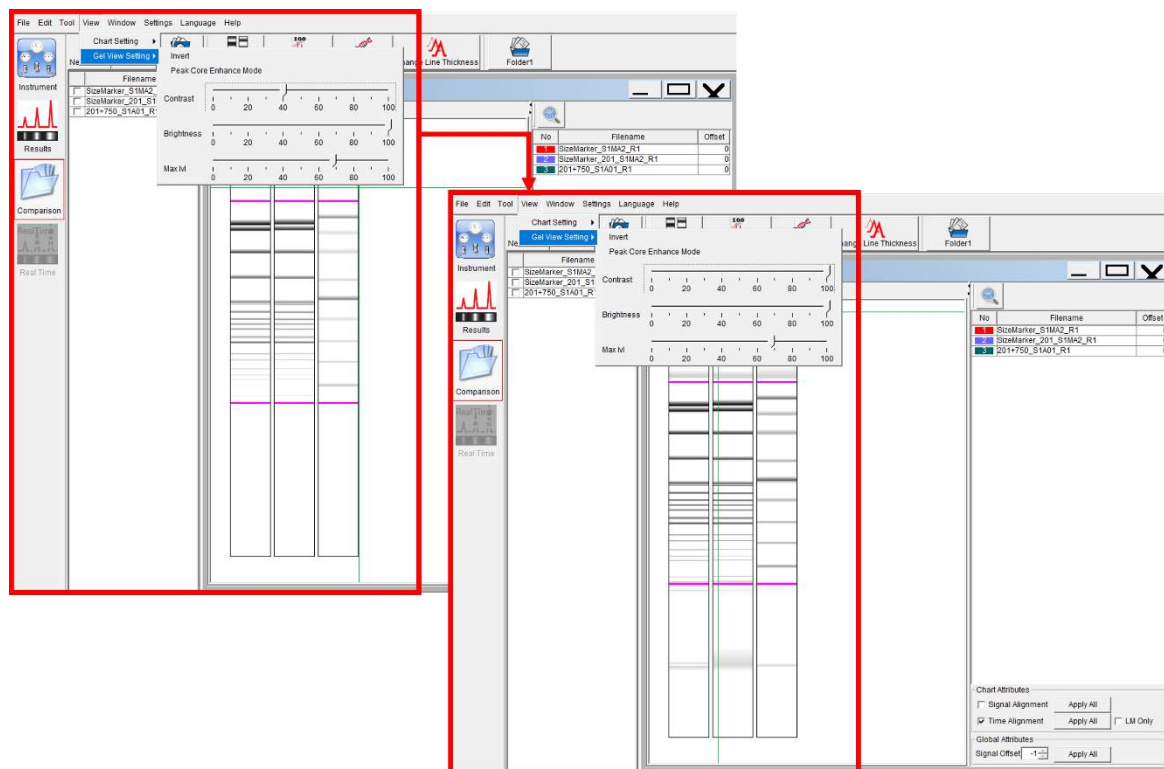 File Edit Tool View Window Settings Language Help
Chart Setting
Gel View Setting
Invert
Peak Core Enhance Mode
Contrast
0 20 40 60 80 100
Brightness
0 20 40 60 80 100
Max lvl
0 20 40 60 80 100
Line Thickness
Folder1
Instrument
Results
Comparison
Real Time
Filename
SizeMarker_S1MA2_
SizeMarker_201_S1
201+750_S1A01_R
No Filename Offset
1 SizeMarker_S1MA2_R1 0
2 SizeMarker_201_S1MA2_R1 0
3 201+750_S1A01_R1 0
File Edit Tool View Window Settings Language Help
Chart Setting
Gel View Setting
Invert
Peak Core Enhance Mode
Contrast
0 20 40 60 80 100
Brightness
0 20 40 60 80 100
Max lvl
0 20 40 60 80 100
Line Thickness
Folder1
Instrument
Results
Comparison
Real Time
Filename
SizeMarker_S1MA2_
SizeMarker_201_S1
201+750_S1A01_R
No Filename Offset
1 SizeMarker_S1MA2_R1
2 SizeMarker_201_S1MA2_R1
3 201+750_S1A01_R1
Chart Attributes
Signal Alignment Apply All
Time Alignment Apply All LM Only
Global Attributes
Signal Offset -1 Apply All